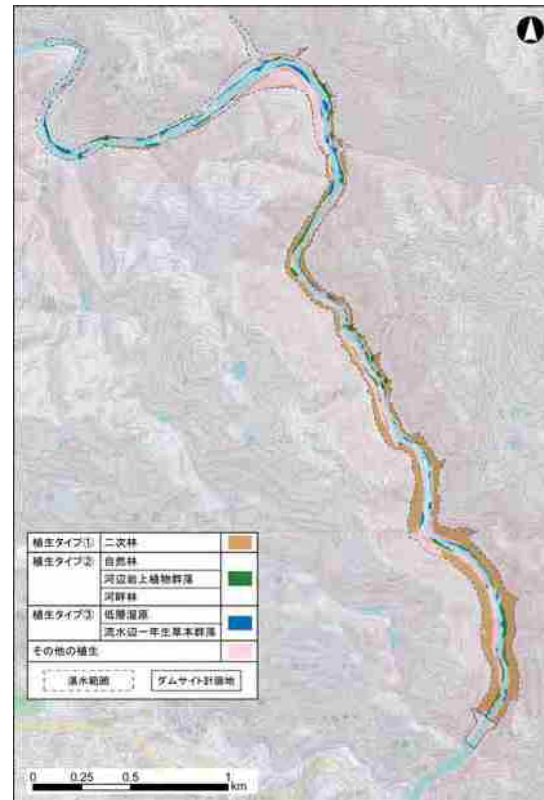 植生タイプ① 二次林
植生タイプ② 自然林
河辺岩上植物群落
河畔林
植生タイプ③ 低層湿原
流水辺一年生草本群落
その他の植生
湛水範囲 ダムサイト計画地
0 0.25 0.5 1
km